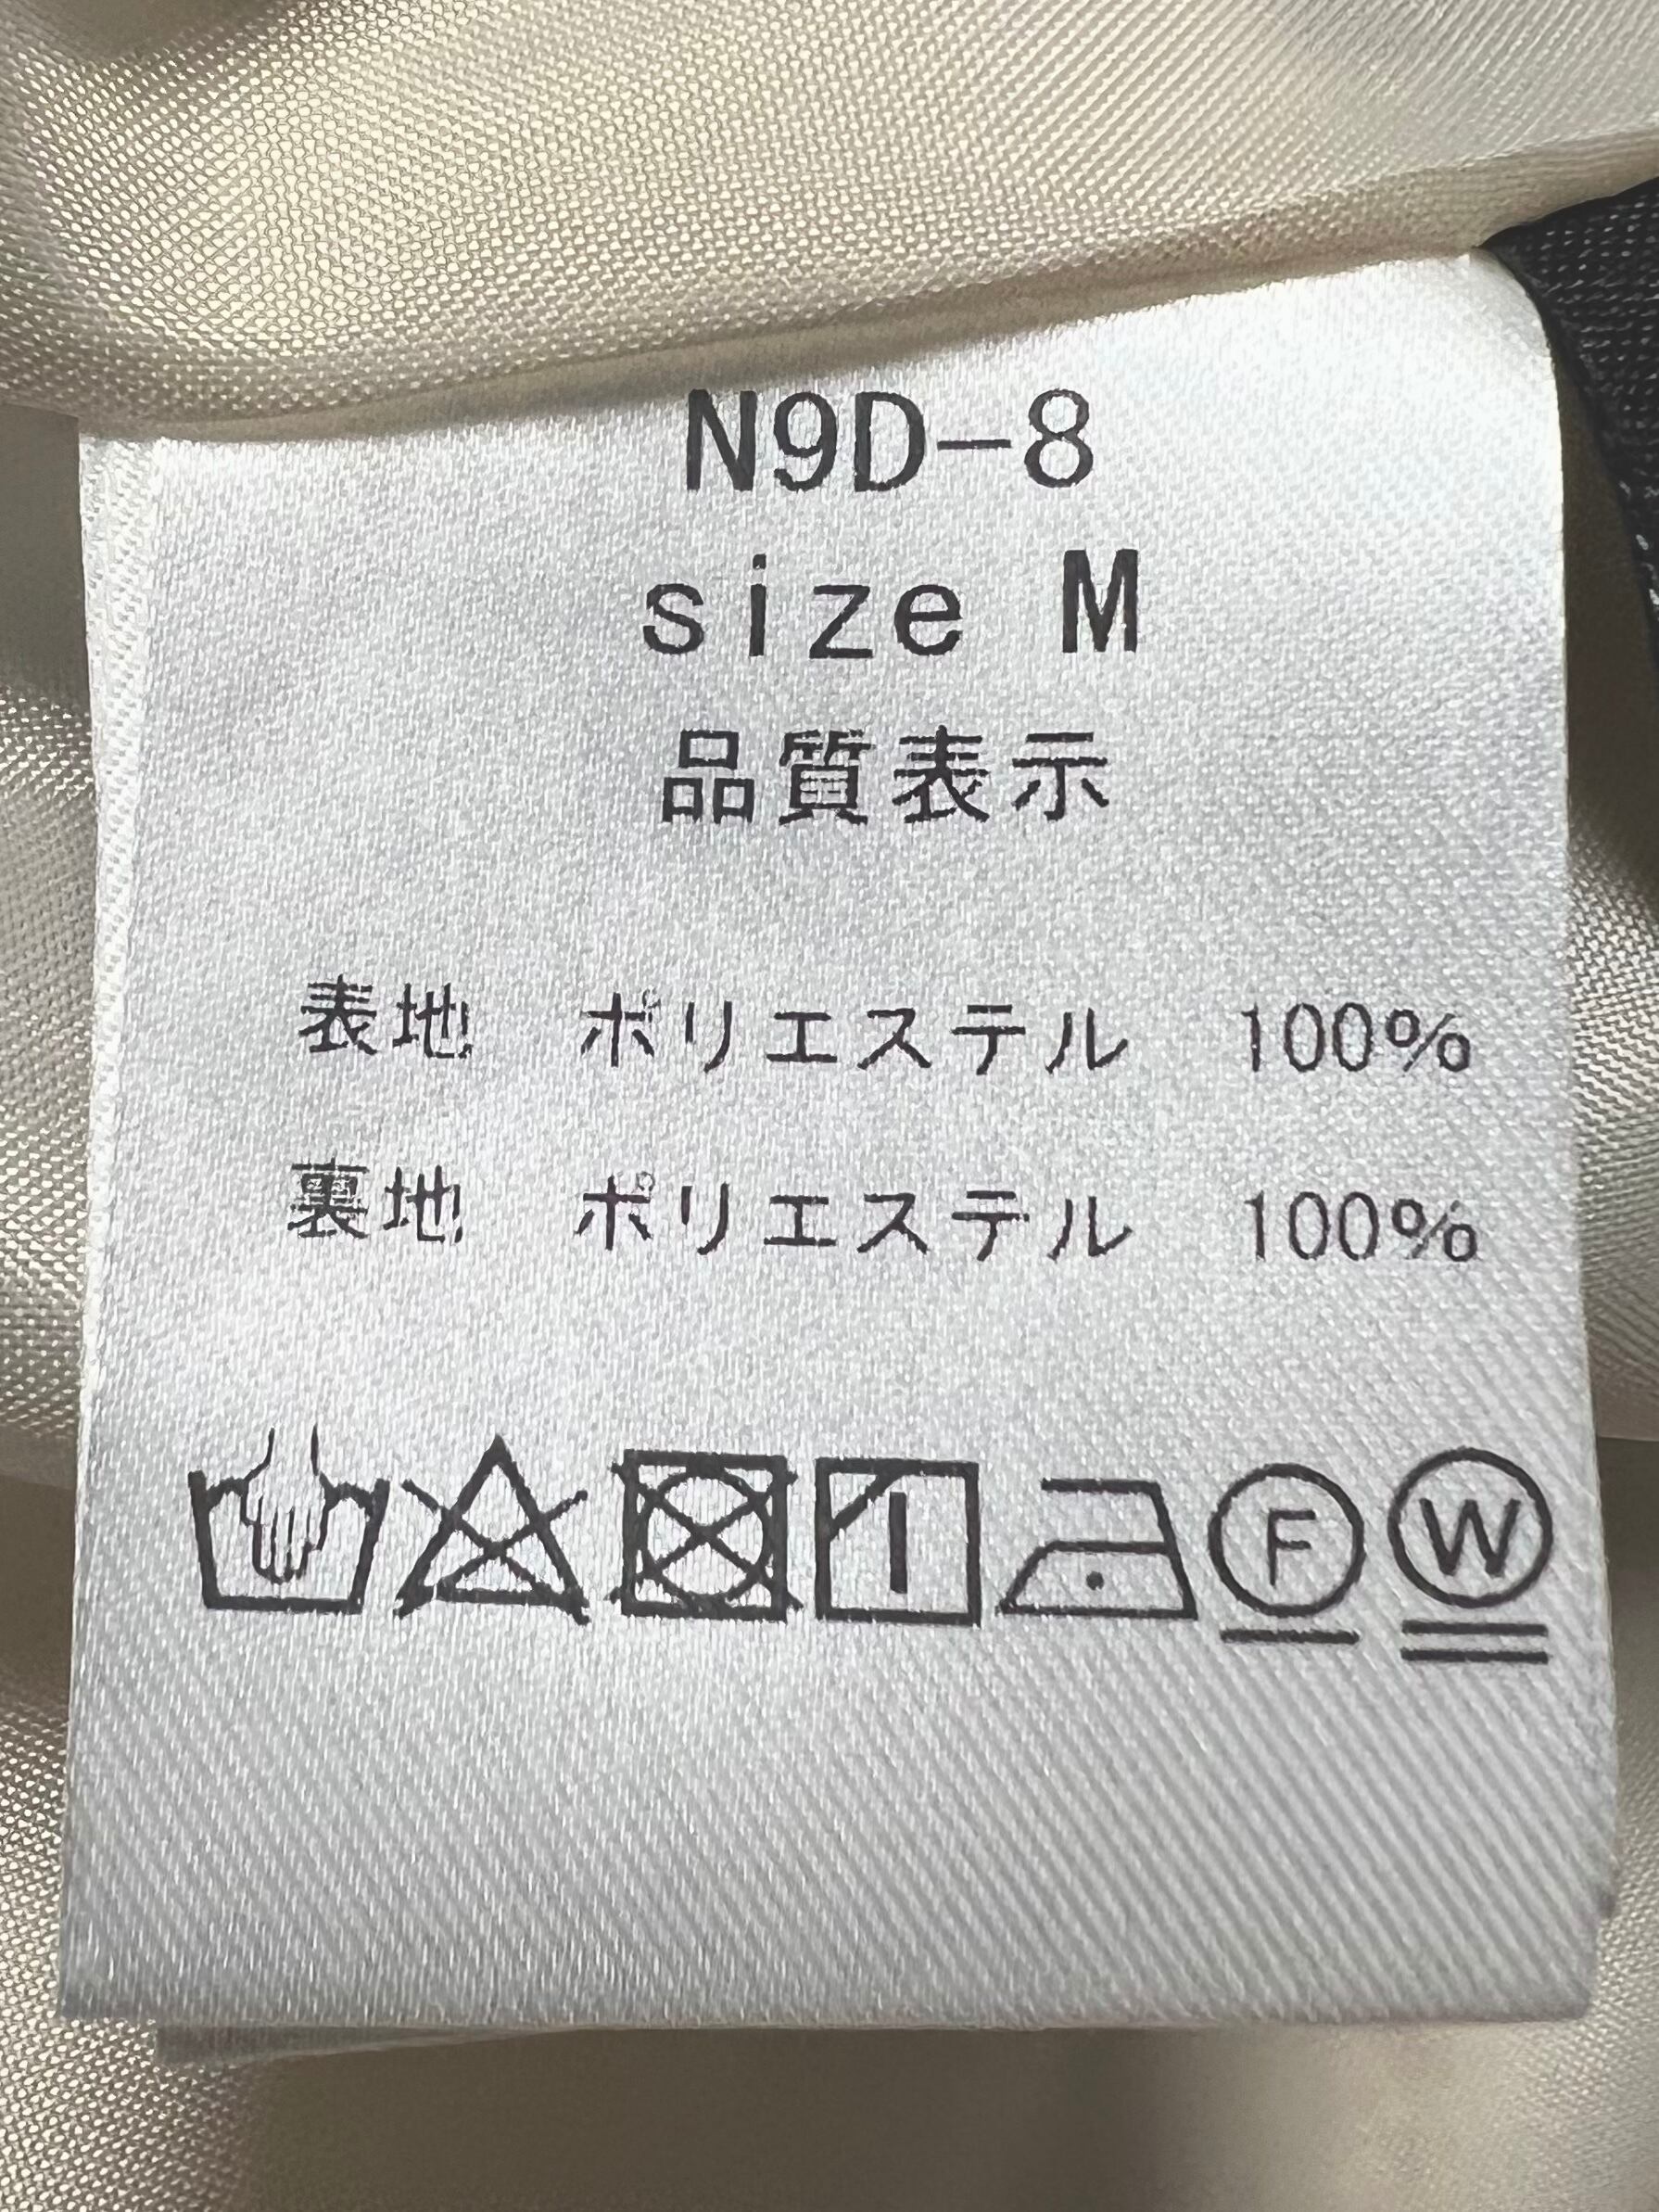 N9D-8
size M
品質表示
表地 ポリエステル 100%
裏地 ポリエステル 100%
F W